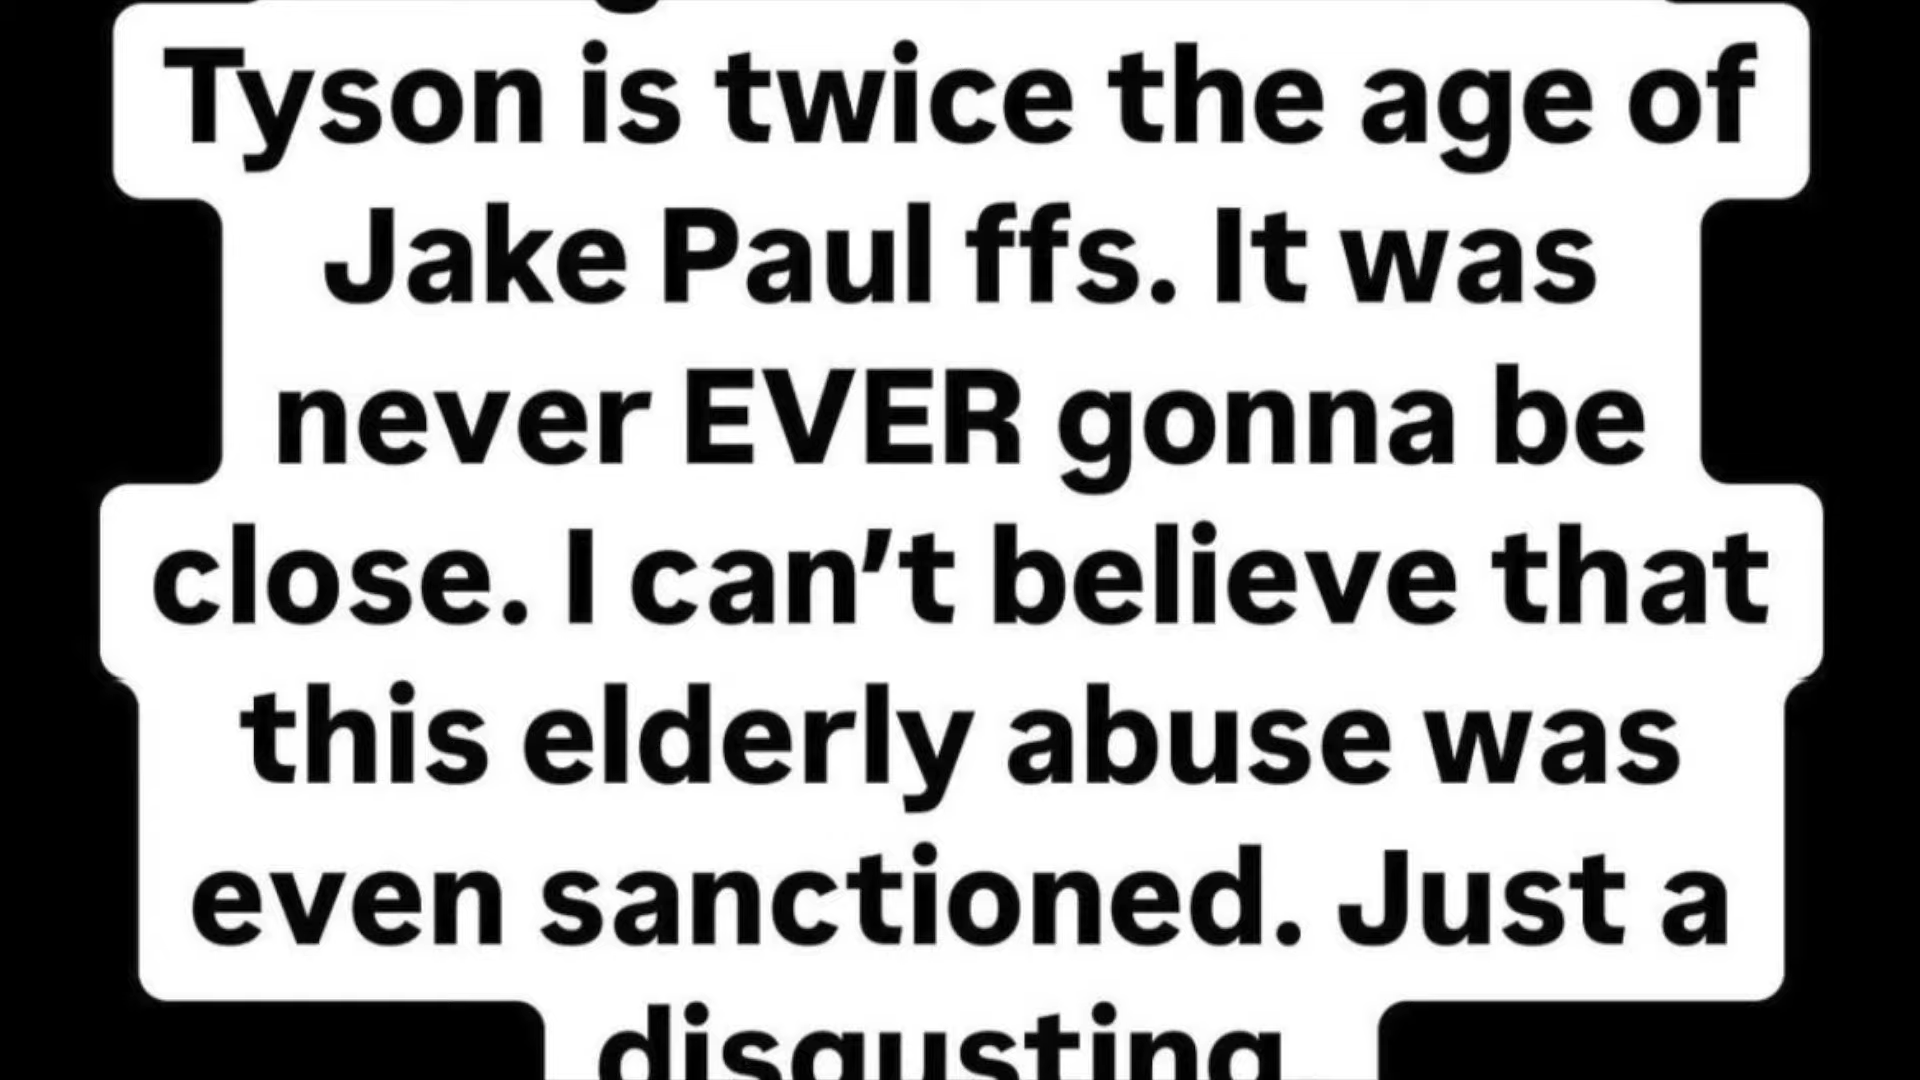 Tyson is twice the age of
Jake Paul ffs. It was
never EVER gonna be
close. I can’t believe that
this elderly abuse was
even sanctioned. Just a
disgusting